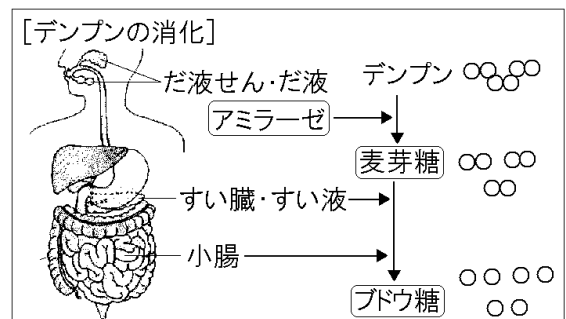 [デンプンの消化]
だ液せん・だ液
デンプン
アミラーゼ
麦芽糖
すい臓・すい液
小腸
ブドウ糖